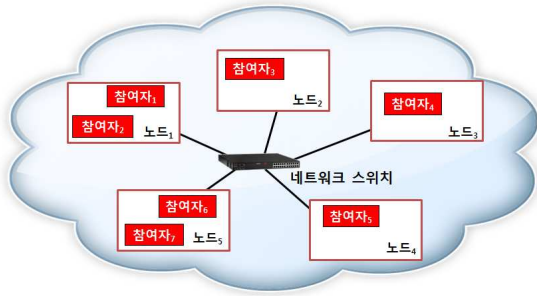 참여자₃
노드₂
참여자₁
참여자₂
노드₁
참여자₄
노드₃
네트워크 스위치
참여자₆
참여자₇
노드₅
참여자₅
노드₄